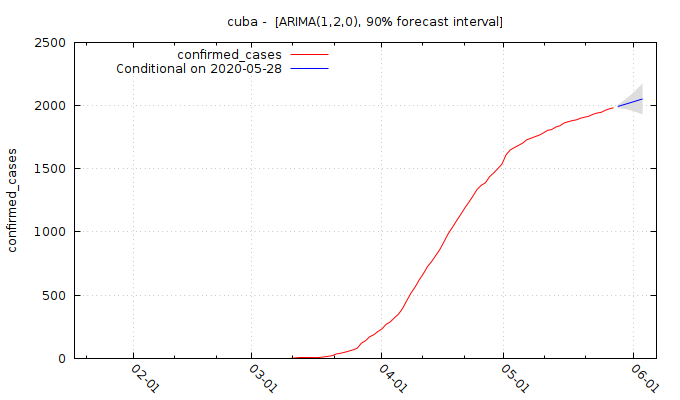 cuba - [ARIMA(1,2,0), 90% forecast interval]
confirmed_cases
Conditional on 2020-05-28
2500
2000
1500
1000
500
0
confirmed_cases
02-01
03-01
04-01
05-01
06-01